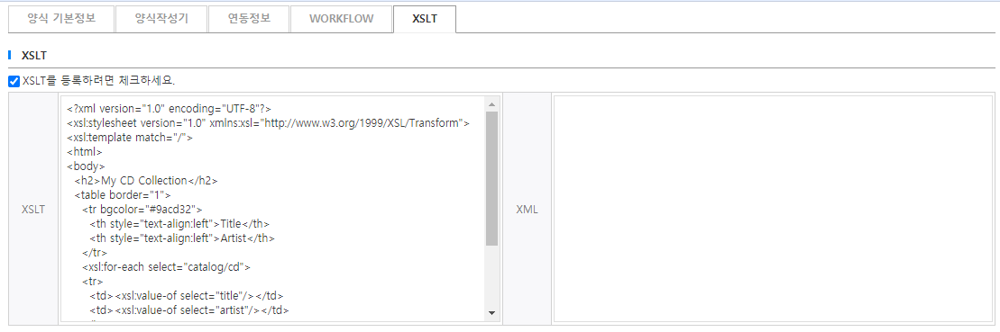 양식 기본정보 양식작성기 연동정보 WORKFLOW XSLT
XSLT
XSLT를 등록하려면 체크하세요.
XSLT
<?xml version="1.0" encoding="UTF-8"?>
<xsl:stylesheet version="1.0" xmlns:xsl="http://www.w3.org/1999/XSL/Transform">
<xsl:template match="/">
<html>
<body>
<h2>My CD Collection</h2>
<table border="1">
<tr bgcolor="#9acd32">
<th style="text-align:left">Title</th>
<th style="text-align:left">Artist</th>
</tr>
<xsl:for-each select="catalog/cd">
<tr>
<td><xsl:value-of select="title"/></td>
<td><xsl:value-of select="artist"/></td>
XML